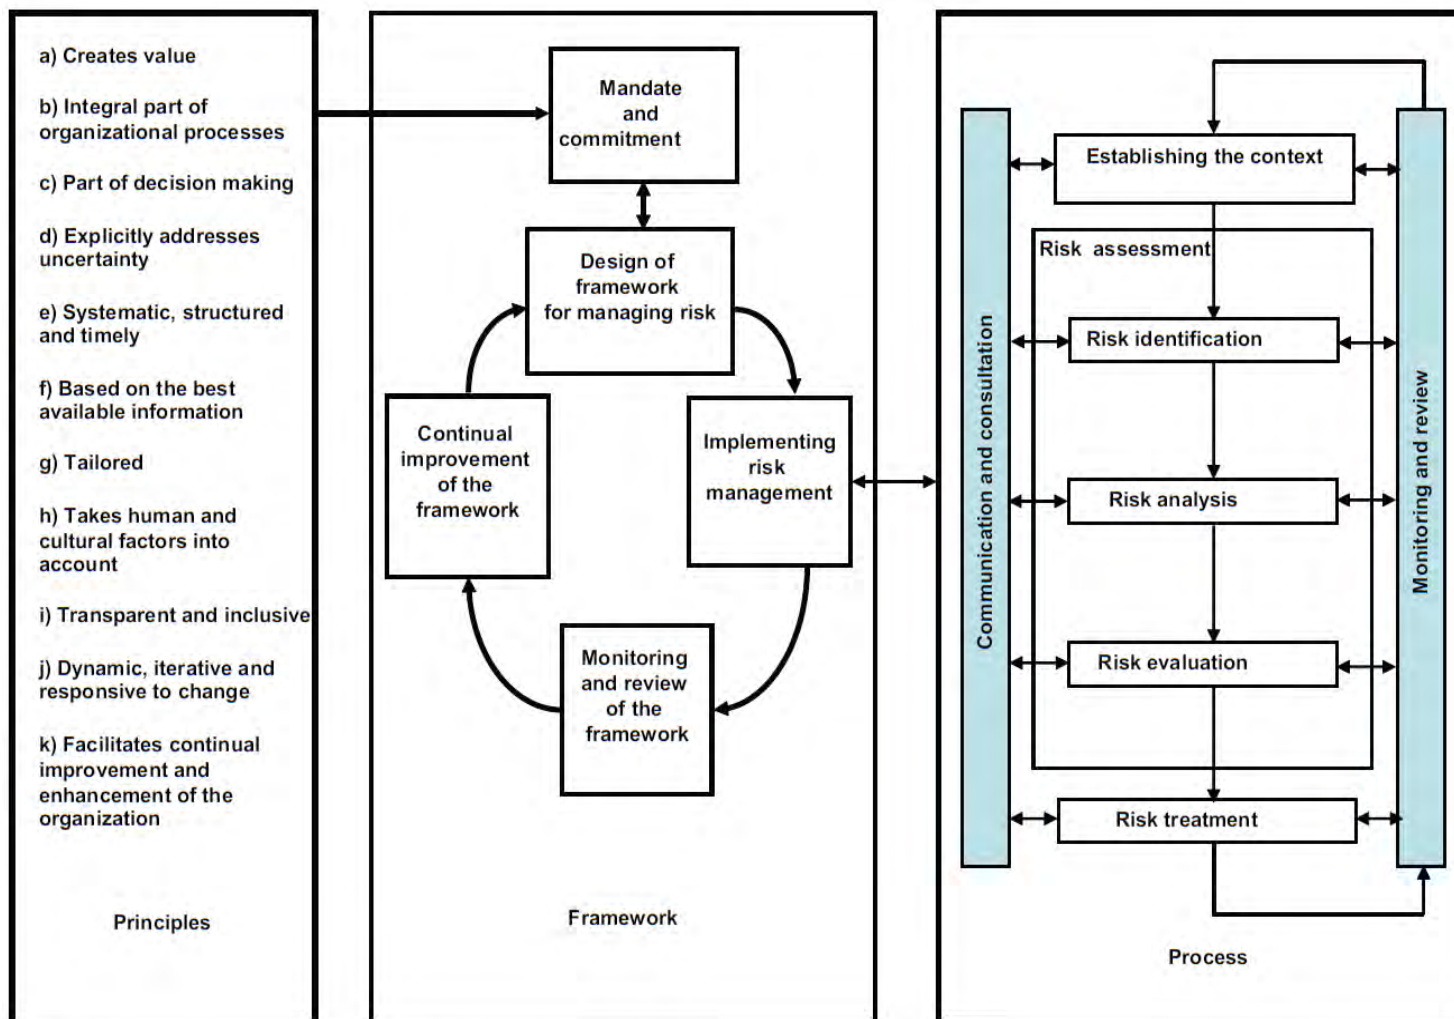 a) Creates value
b) Integral part of
organizational processes
c) Part of decision making
d) Explicitly addresses
uncertainty
e) Systematic, structured
and timely
f) Based on the best
available information
g) Tailored
h) Takes human and
cultural factors into
account
i) Transparent and inclusive
j) Dynamic, iterative and
responsive to change
k) Facilitates continual
improvement and
enhancement of the
organization
Principles
Mandate
and
commitment
Design of
framework
for managing risk
Implementing
risk
management
Monitoring
and review
of the
framework
Continual
improvement
of the
framework
Framework
Communication and consultation
Establishing the context
Risk assessment
Risk identification
Risk analysis
Risk evaluation
Risk treatment
Monitoring and review
Process